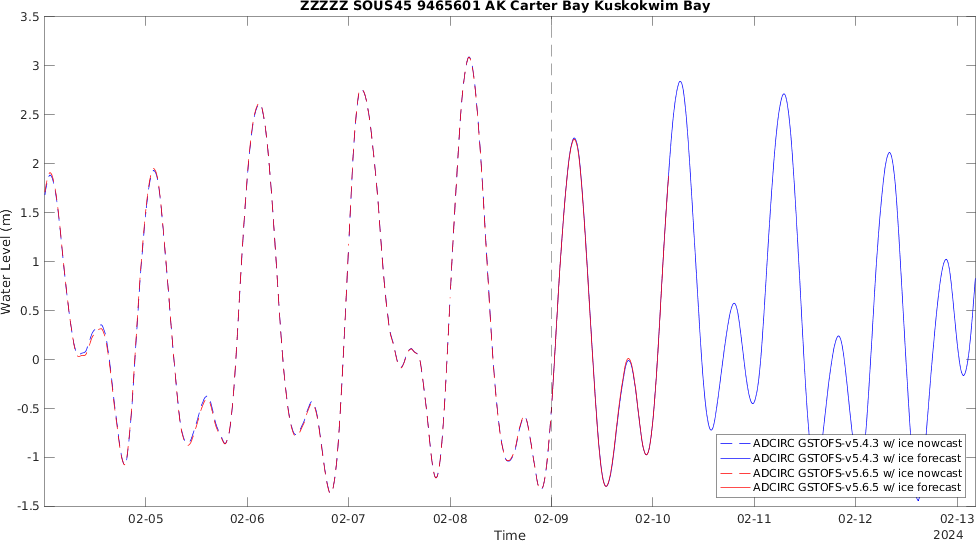 ZZZZZ SOUS45 9465601 AK Carter Bay Kuskokwim Bay
Water Level (m)
3.5
3
2.5
2
1.5
1
0.5
0
-0.5
-1
-1.5
ADCIRC GSTOFS-v5.4.3 w/ ice nowcast
ADCIRC GSTOFS-v5.4.3 w/ ice forecast
ADCIRC GSTOFS-v5.6.5 w/ ice nowcast
ADCIRC GSTOFS-v5.6.5 w/ ice forecast
02-05 02-06 02-07 02-08 02-09 02-10 02-11 02-12 02-13
Time
2024